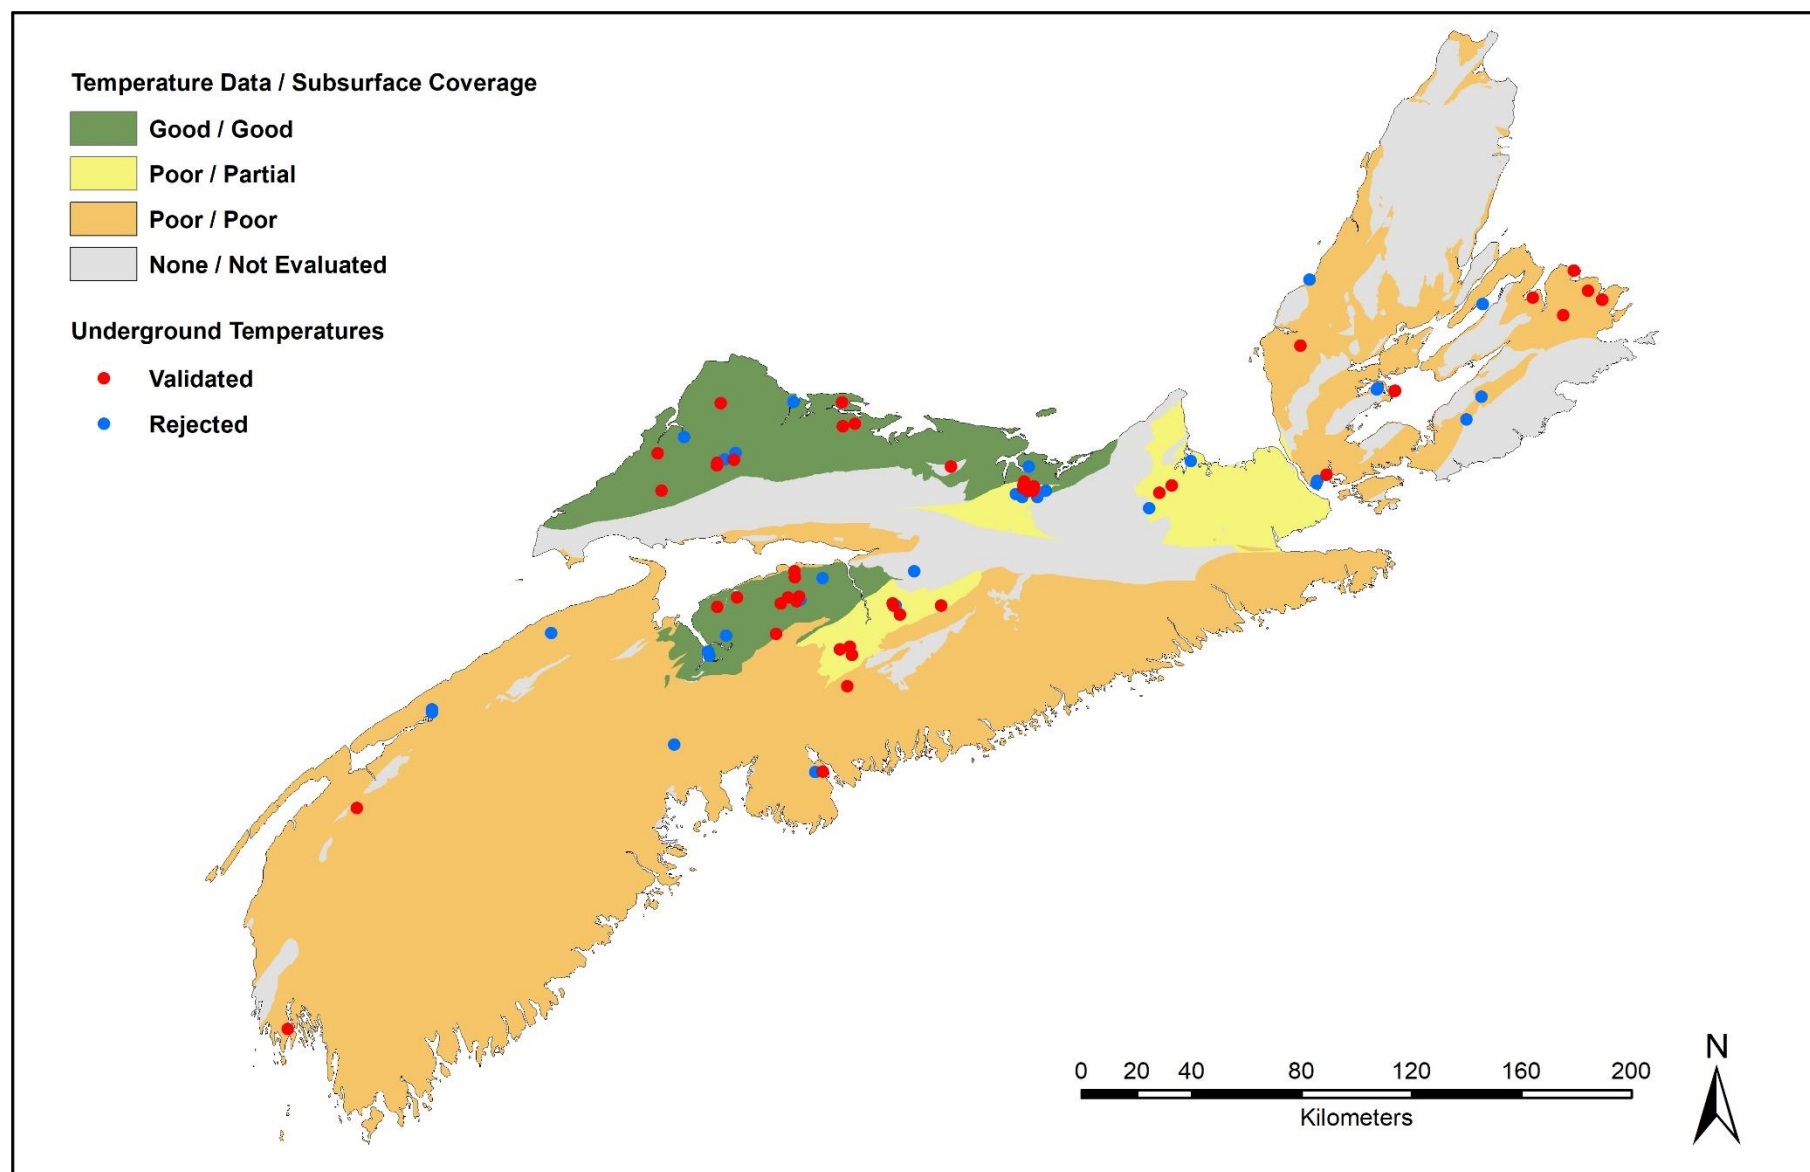 Temperature Data / Subsurface Coverage
Good / Good
Poor / Partial
Poor / Poor
None / Not Evaluated
Underground Temperatures
Validated
Rejected
N
0 20 40 80 120 160 200
Kilometers